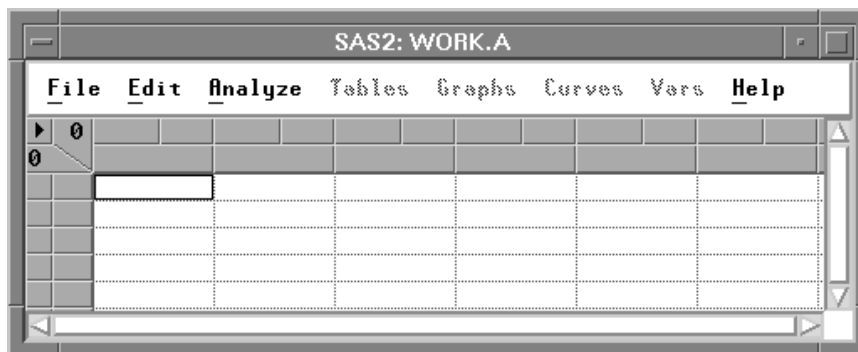 SAS2: WORK.A
File Edit Analyze Tables Graphs Curves Vars Help
0
0